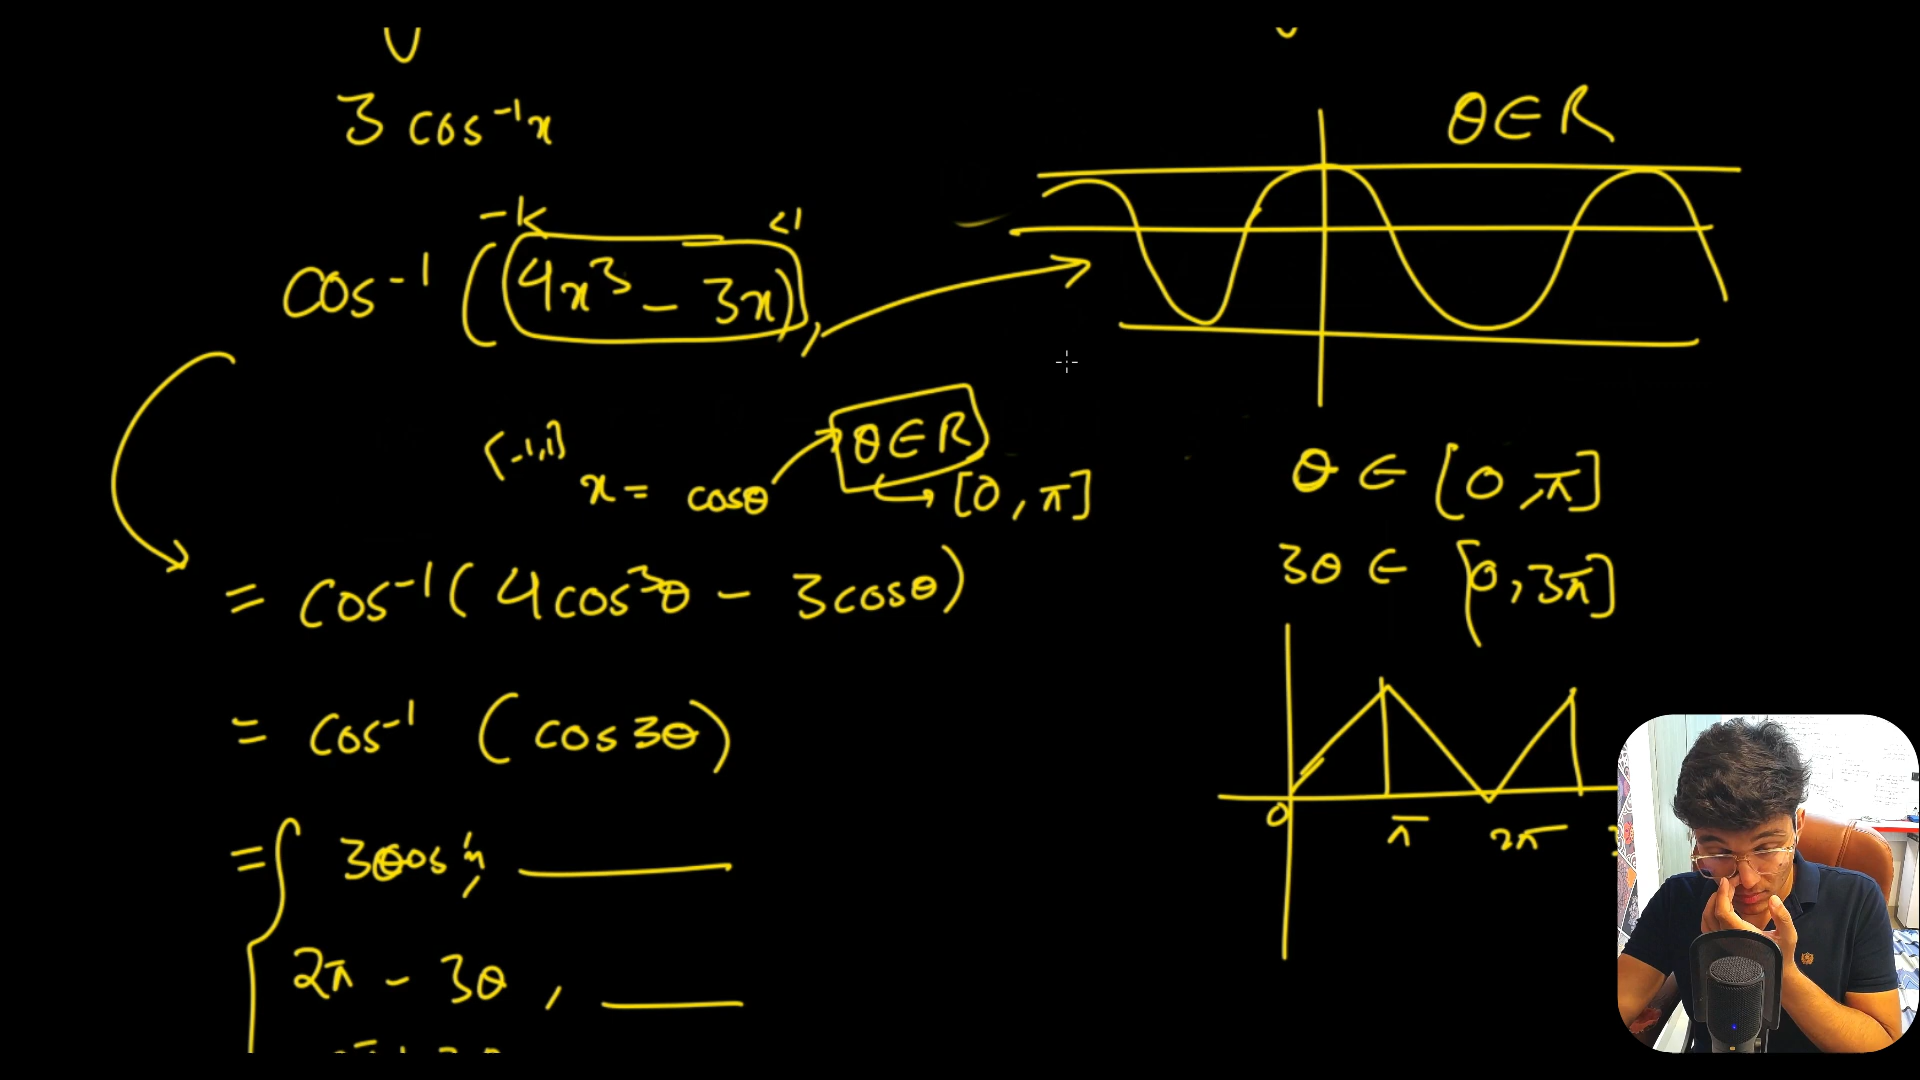 3 cos⁻¹x
θ∈R
-1<
<1
cos⁻¹ (4x³ - 3x),
[-1,1]
x = cosθ
θ∈R
[0, π]
= cos⁻¹(4cos³θ - 3cosθ)
= cos⁻¹ (cos3θ)
=
2π - 3θ ,
θ ∈ [0, π]
3θ ∈ [0, 3π]
0
π
2π